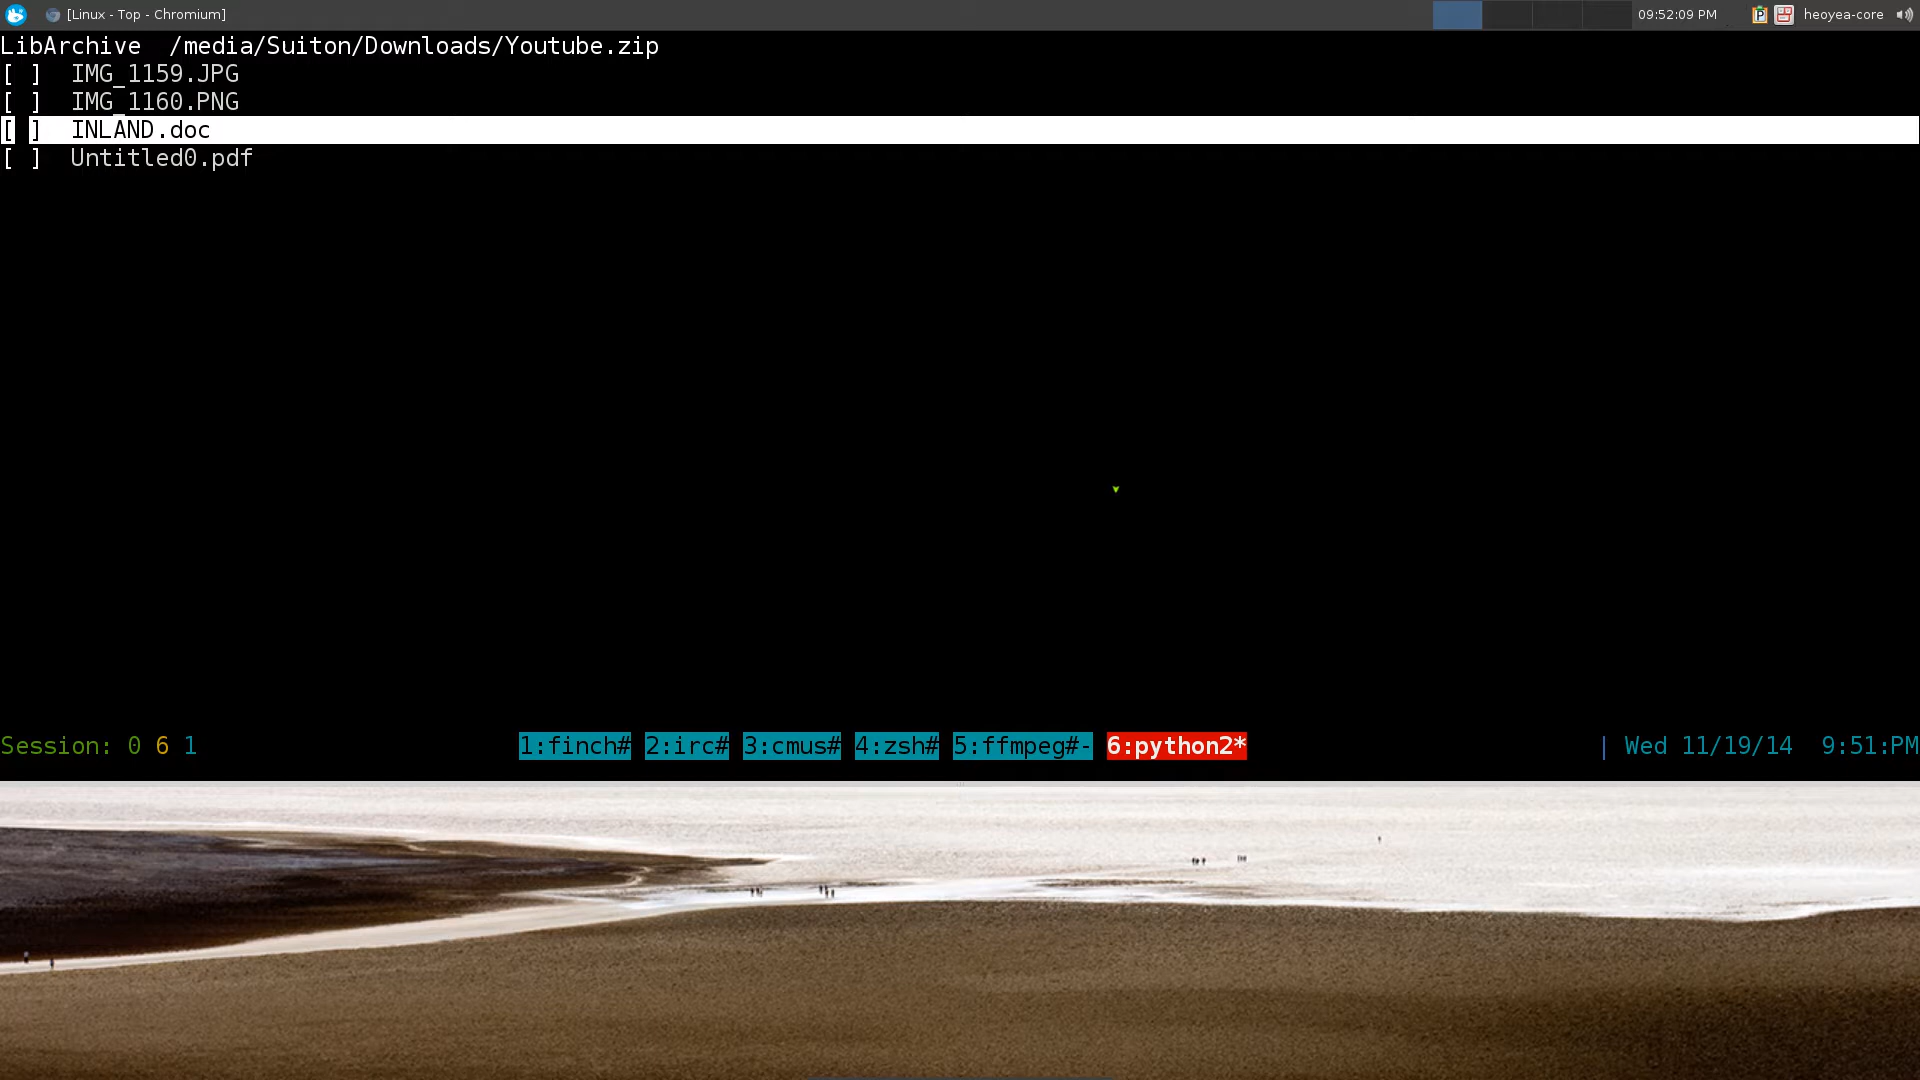 [Linux - Top - Chromium] 09:52:09 PM heoyea-core
LibArchive /media/Suiton/Downloads/Youtube.zip
[ ] IMG_1159.JPG
[ ] IMG_1160.PNG
[ ] INLAND.doc
[ ] Untitled0.pdf
Session: 0 6 1 1:finch# 2:irc# 3:cmus# 4:zsh# 5:ffmpeg#- 6:python2* | Wed 11/19/14 9:51:PM